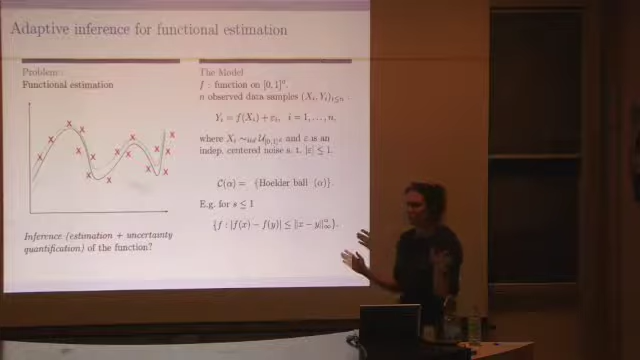 Adaptive inference for functional estimation
Problem:
Functional estimation
Inference (estimation + uncertainty
quantification) of the function?
The Model
f : function on [0, 1]^d.
n observed data samples (X_i, Y_i)_{i≤n} .
Y_i = f(X_i) + ε_i, i = 1, . . . , n,
where X_i ∼_{iid} U_{[0,1]^d} and ε is an
indep. centered noise s. t. |ε| ≤ 1.
C(α) = {Hoelder ball (α)}.
E.g. for s ≤ 1
{f : |f(x) − f(y)| ≤ ||x − y||_∞^α}.